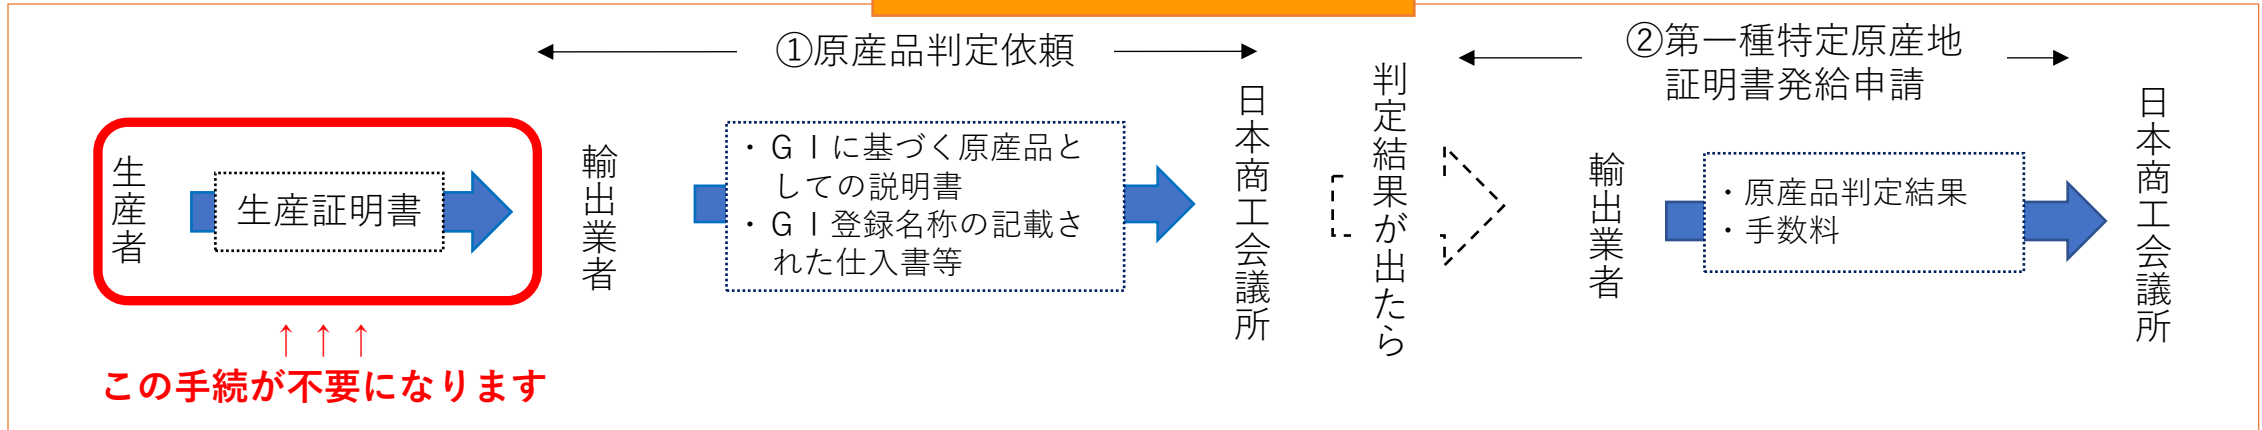 ①原産品判定依頼
②第一種特定原産地
証明書発給申請
生産者
生産証明書
輸出業者
・ＧＩに基づく原産品と
しての説明書
・ＧＩ登録名称の記載さ
れた仕入書等
日本商工会議所
判定結果が出たら
輸出業者
・原産品判定結果
・手数料
日本商工会議所
↑ ↑ ↑
この手続が不要になります